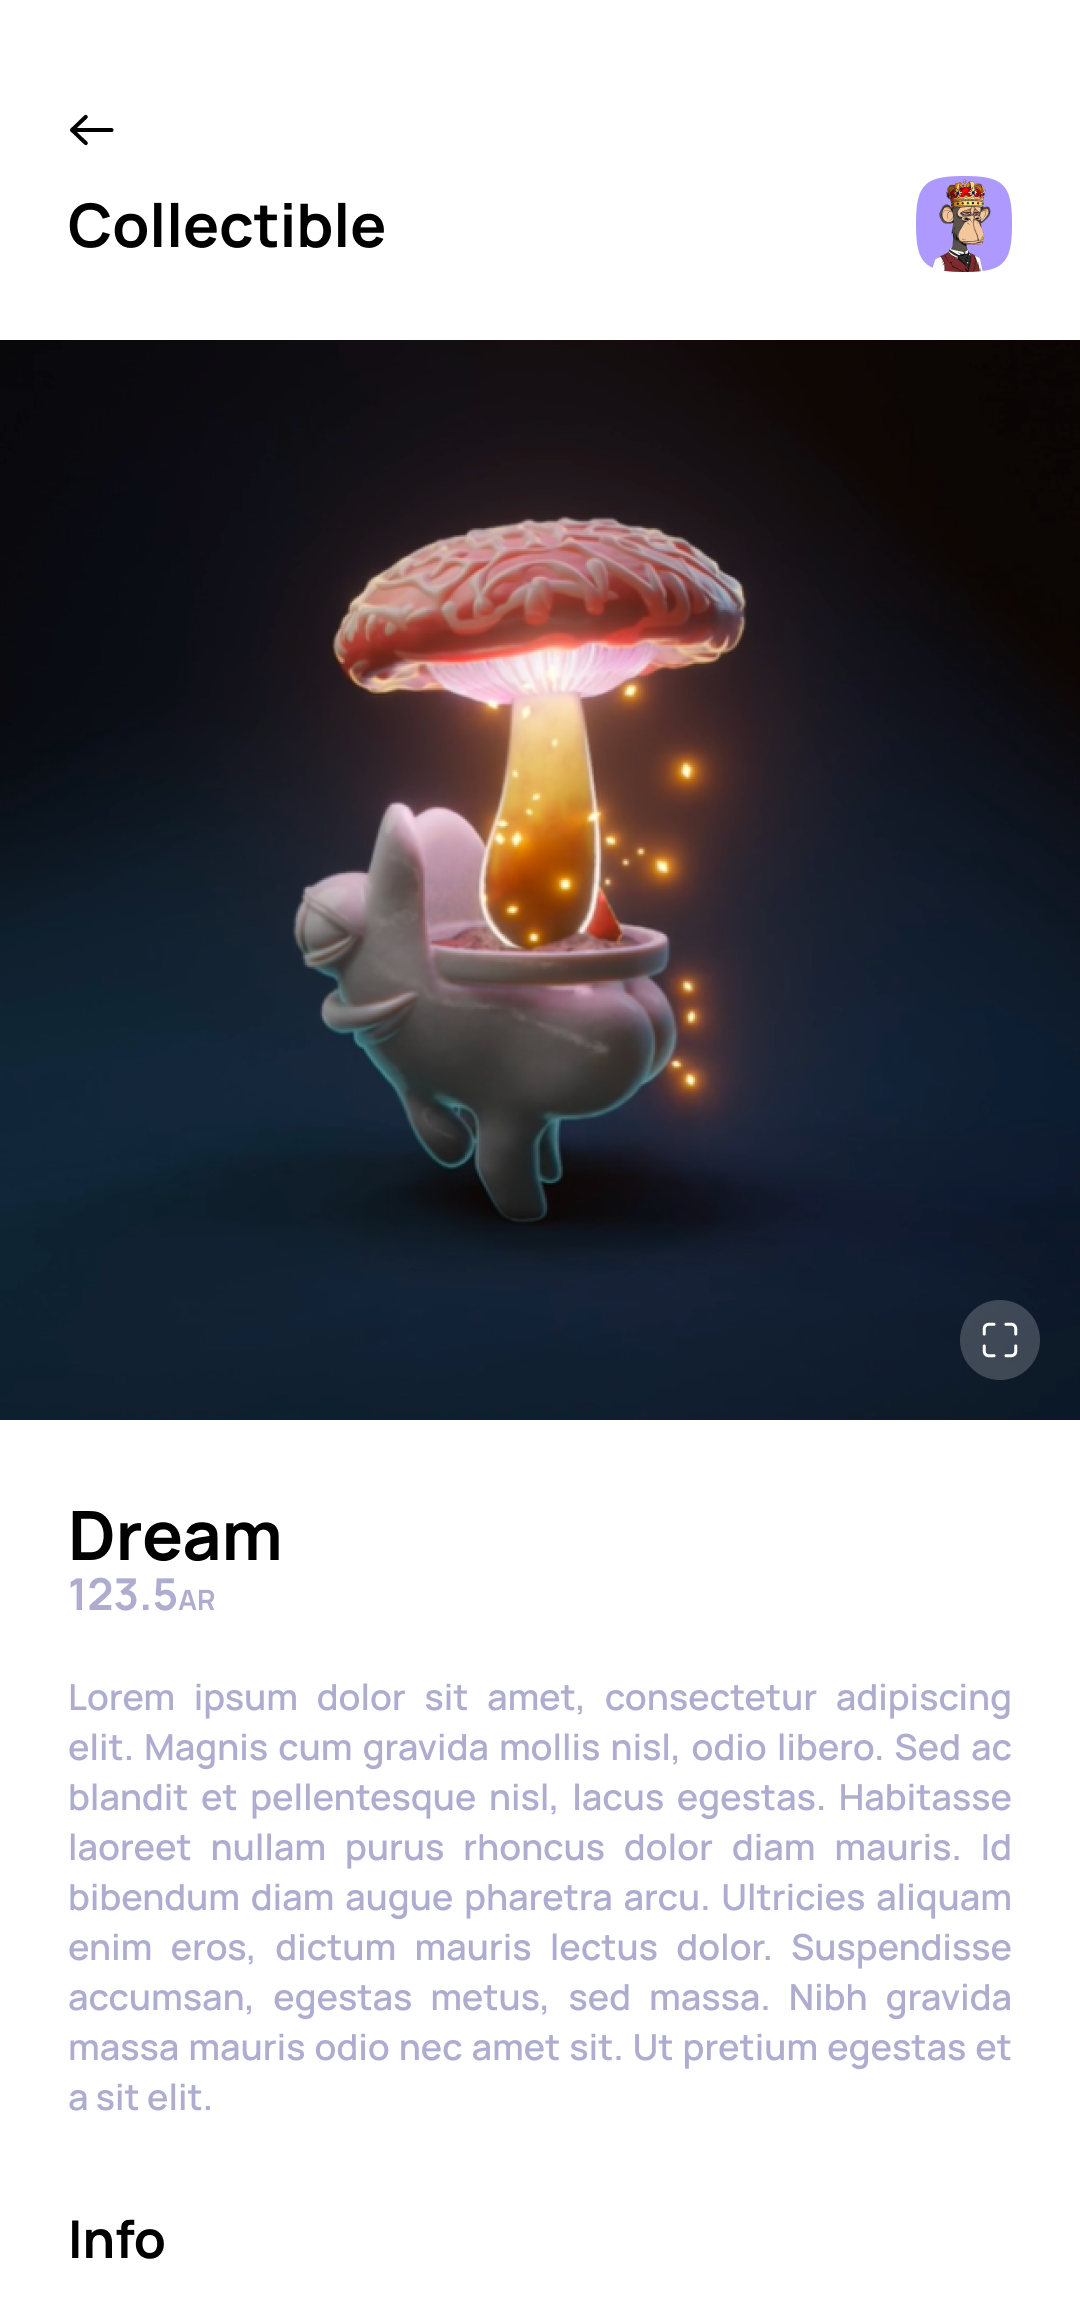 Collectible
Dream
123.5AR
Lorem ipsum dolor sit amet, consectetur adipiscing
elit. Magnis cum gravida mollis nisl, odio libero. Sed ac
blandit et pellentesque nisl, lacus egestas. Habitasse
laoreet nullam purus rhoncus dolor diam mauris. Id
bibendum diam augue pharetra arcu. Ultricies aliquam
enim eros, dictum mauris lectus dolor. Suspendisse
accumsan, egestas metus, sed massa. Nibh gravida
massa mauris odio nec amet sit. Ut pretium egestas et
a sit elit.
Info